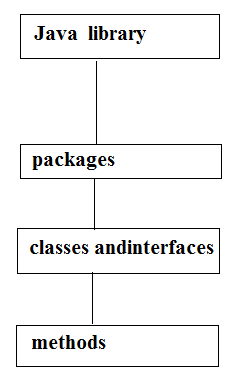 Java library
packages
classes andinterfaces
methods